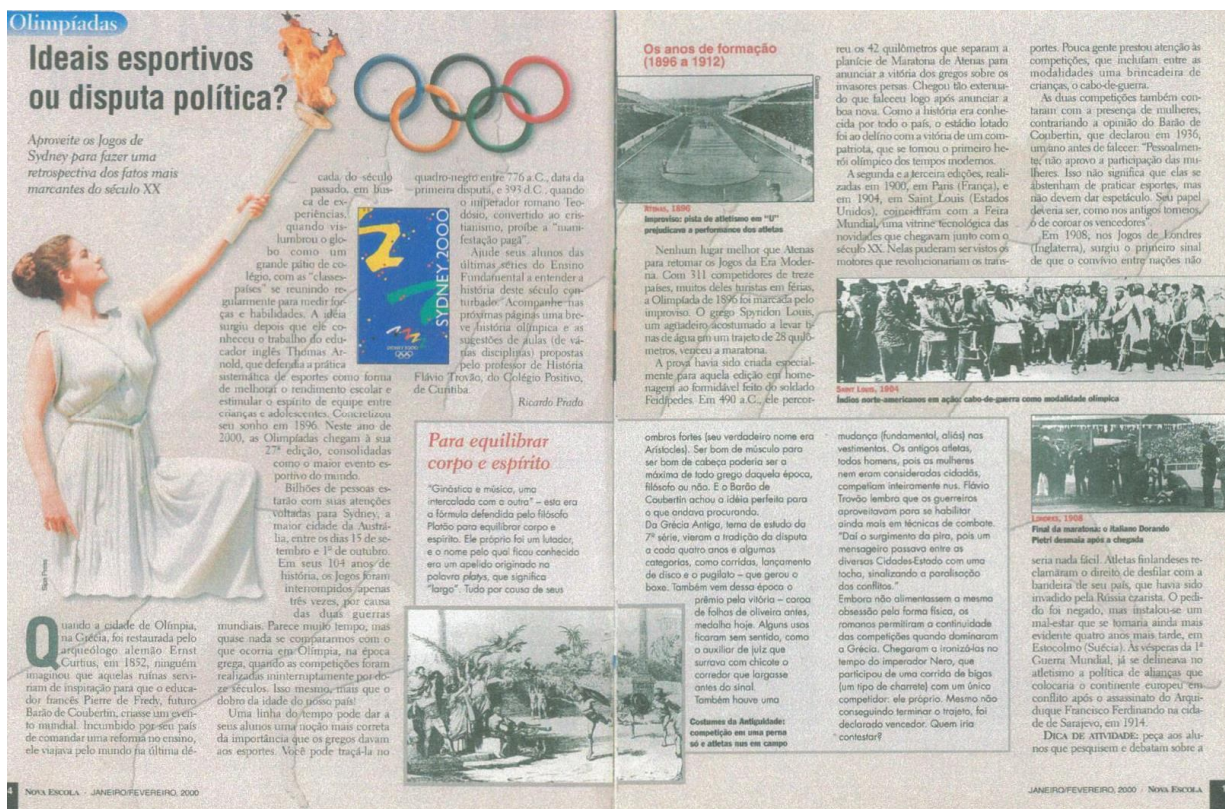 Olimpíadas
Ideais esportivos
ou disputa política?
Aproveite os Jogos de
Sydney para fazer uma
retrospectiva dos fatos mais
marcantes do século XX
Quando a cidade de Olímpia,
na Grécia, foi restaurada pelo
arqueólogo alemão Ernst
Curtius, em 1852, ninguém
imaginou que aquelas ruínas servi-
riam de inspiração para que o educa-
dor francês Pierre de Fredy, futuro
Barão de Coubertin, criasse um even-
to mundial. Incumbido por seu país
de comandar uma reforma no ensino,
ele viajava pelo mundo na última dé-
cada do século
passado, em bus-
ca de ex-
periências,
quando vis-
lumbrou o glo-
bo como um
grande pátio de co-
légio, com as "classes-
países" se reunindo re-
gularmente para medir for-
ças e habilidades. A idéia
surgiu depois que ele co-
nheceu o trabalho do edu-
cador inglês Thomas Ar-
nold, que defendia a prática
sistemática de esportes como forma
de melhorar o rendimento escolar e
estimular o espírito de equipe entre
crianças e adolescentes. Concretizou
seu sonho em 1896. Neste ano de
2000, as Olimpíadas chegam à sua
27ª edição, consolidadas
como o maior evento es-
portivo do mundo.
Bilhões de pessoas es-
tarão com suas atenções
voltadas para Sydney, a
maior cidade da Austrá-
lia, entre os dias 15 de se-
tembro e 1º de outubro.
Em seus 104 anos de
história, os Jogos foram
interrompidos apenas
três vezes, por causa
das duas guerras
mundiais. Parece muito tempo, mas
quase nada se compararmos com o
que ocorria em Olímpia, na época
grega, quando as competições foram
realizadas ininterruptamente por do-
ze séculos. Isso mesmo, mais que o
dobro da idade do nosso país!
Uma linha do tempo pode dar a
seus alunos uma noção mais correta
da importância que os gregos davam
aos esportes. Você pode traçá-la no
quadro-negro entre 776 a.C., data da
primeira disputa, e 393 d.C., quando
o imperador romano Teo-
dósio, convertido ao cris-
tianismo, proíbe a "mani-
festação pagã".
Ajude seus alunos das
últimas séries do Ensino
Fundamental a entender a
história deste século con-
turbado. Acompanhe nas
próximas páginas uma bre-
ve história olímpica e as
sugestões de aulas (de vá-
rias disciplinas) propostas
pelo professor de História
Flávio Trovão, do Colégio Positivo,
de Curitiba.
Ricardo Prado
SYDNEY 2000
Para equilibrar
corpo e espírito
"Ginástica e música, uma
intercalada com a outra" – esta era
a fórmula defendida pelo filósofo
Platão para equilibrar corpo e
espírito. Ele próprio foi um lutador,
e o nome pelo qual ficou conhecido
era um apelido originado na
palavra platys, que significa
"largo". Tudo por causa de seus
ombros fortes (seu verdadeiro nome era
Arístocles). Ser bom de músculo para
ser bom de cabeça poderia ser a
máxima de todo grego daquela época,
filósofo ou não. E o Barão de
Coubertin achou a idéia perfeita para
o que andava procurando.
Da Grécia Antiga, tema de estudo da
7ª série, vieram a tradição da disputa
a cada quatro anos e algumas
categorias, como corridas, lançamento
de disco e o pugilato – que gerou o
boxe. Também vem dessa época o
prêmio pela vitória – coroa
de folhas de oliveira antes,
medalha hoje. Alguns usos
ficaram sem sentido, como
o auxiliar de juiz que
surrava com chicote o
corredor que largasse
antes do sinal.
Também houve uma
mudança (fundamental, aliás) nas
vestimentas. Os antigos atletas,
todos homens, pois as mulheres
nem eram consideradas cidadãs,
competiam inteiramente nus. Flávio
Trovão lembra que os guerreiros
aproveitavam para se habilitar
ainda mais em técnicas de combate.
"Daí o surgimento da pira, pois um
mensageiro passava entre as
diversas Cidades-Estado com uma
tocha, sinalizando a paralisação
dos conflitos."
Embora não alimentassem a mesma
obsessão pela forma física, os
romanos permitiram a continuidade
das competições quando dominaram
a Grécia. Chegaram a ironizá-las no
tempo do imperador Nero, que
participou de uma corrida de bigas
(um tipo de charrete) com um único
competidor: ele próprio. Mesmo não
conseguindo terminar o trajeto, foi
declarado vencedor. Quem iria
contestar?
Costumes da Antiguidade:
competição em uma perna
só e atletas nus em campo
Os anos de formação
(1896 a 1912)
ATENAS, 1896
Improviso: pista de atletismo em "U"
prejudicava a performance dos atletas
Nenhum lugar melhor que Atenas
para retomar os Jogos da Era Moder-
na. Com 311 competidores de treze
países, muitos deles turistas em férias,
a Olimpíada de 1896 foi marcada pelo
improviso. O grego Spyridon Louis,
um aguadeiro acostumado a levar ti-
nas de água em um trajeto de 28 quilô-
metros, venceu a maratona.
A prova havia sido criada especial-
mente para aquela edição em home-
nagem ao formidável feito do soldado
Feidípedes. Em 490 a.C., ele percor-
reu os 42 quilômetros que separam a
planície de Maratona de Atenas para
anunciar a vitória dos gregos sobre os
invasores persas. Chegou tão extenua-
do que faleceu logo após anunciar a
boa nova. Como a história era conhe-
cida por todo o país, o estádio lotado
foi ao delírio com a vitória de um com-
patriota, que se tornou o primeiro he-
rói olímpico dos tempos modernos.
A segunda e a terceira edições, reali-
zadas em 1900, em Paris (França), e
em 1904, em Saint Louis (Estados
Unidos), coincidiram com a Feira
Mundial, uma vitrine tecnológica das
novidades que chegavam junto com o
século XX. Nelas puderam ser vistos os
motores que revolucionariam os trans-
portes. Pouca gente prestou atenção às
competições, que incluíam entre as
modalidades uma brincadeira de
crianças, o cabo-de-guerra.
As duas competições também con-
taram com a presença de mulheres,
contrariando a opinião do Barão de
Coubertin, que declarou em 1936,
um ano antes de falecer: "Pessoalmen-
te, não aprovo a participação das mu-
lheres. Isso não significa que elas se
abstenham de praticar esportes, mas
não devem dar espetáculo. Seu papel
deveria ser, como nos antigos torneios,
o de coroar os vencedores".
Em 1908, nos Jogos de Londres
(Inglaterra), surgiu o primeiro sinal
de que o convívio entre nações não
SAINT LOUIS, 1904
Índios norte-americanos em ação: cabo-de-guerra como modalidade olímpica
LONDRES, 1908
Final da maratona: o italiano Dorando
Pietri desmaia após a chegada
seria nada fácil. Atletas finlandeses re-
clamaram o direito de desfilar com a
bandeira de seu país, que havia sido
invadido pela Rússia czarista. O pedi-
do foi negado, mas instalou-se um
mal-estar que se tornaria ainda mais
evidente quatro anos mais tarde, em
Estocolmo (Suécia). Às vésperas da 1ª
Guerra Mundial, já se delineava no
atletismo a política de alianças que
colocaria o continente europeu em
conflito após o assassinato do Arqui-
duque Francisco Ferdinando na cida-
de de Sarajevo, em 1914.
DICA DE ATIVIDADE: peça aos alu-
nos que pesquisem e debatam sobre a
4 NOVA ESCOLA · JANEIRO/FEVEREIRO, 2000
JANEIRO/FEVEREIRO, 2000 · NOVA ESCOLA